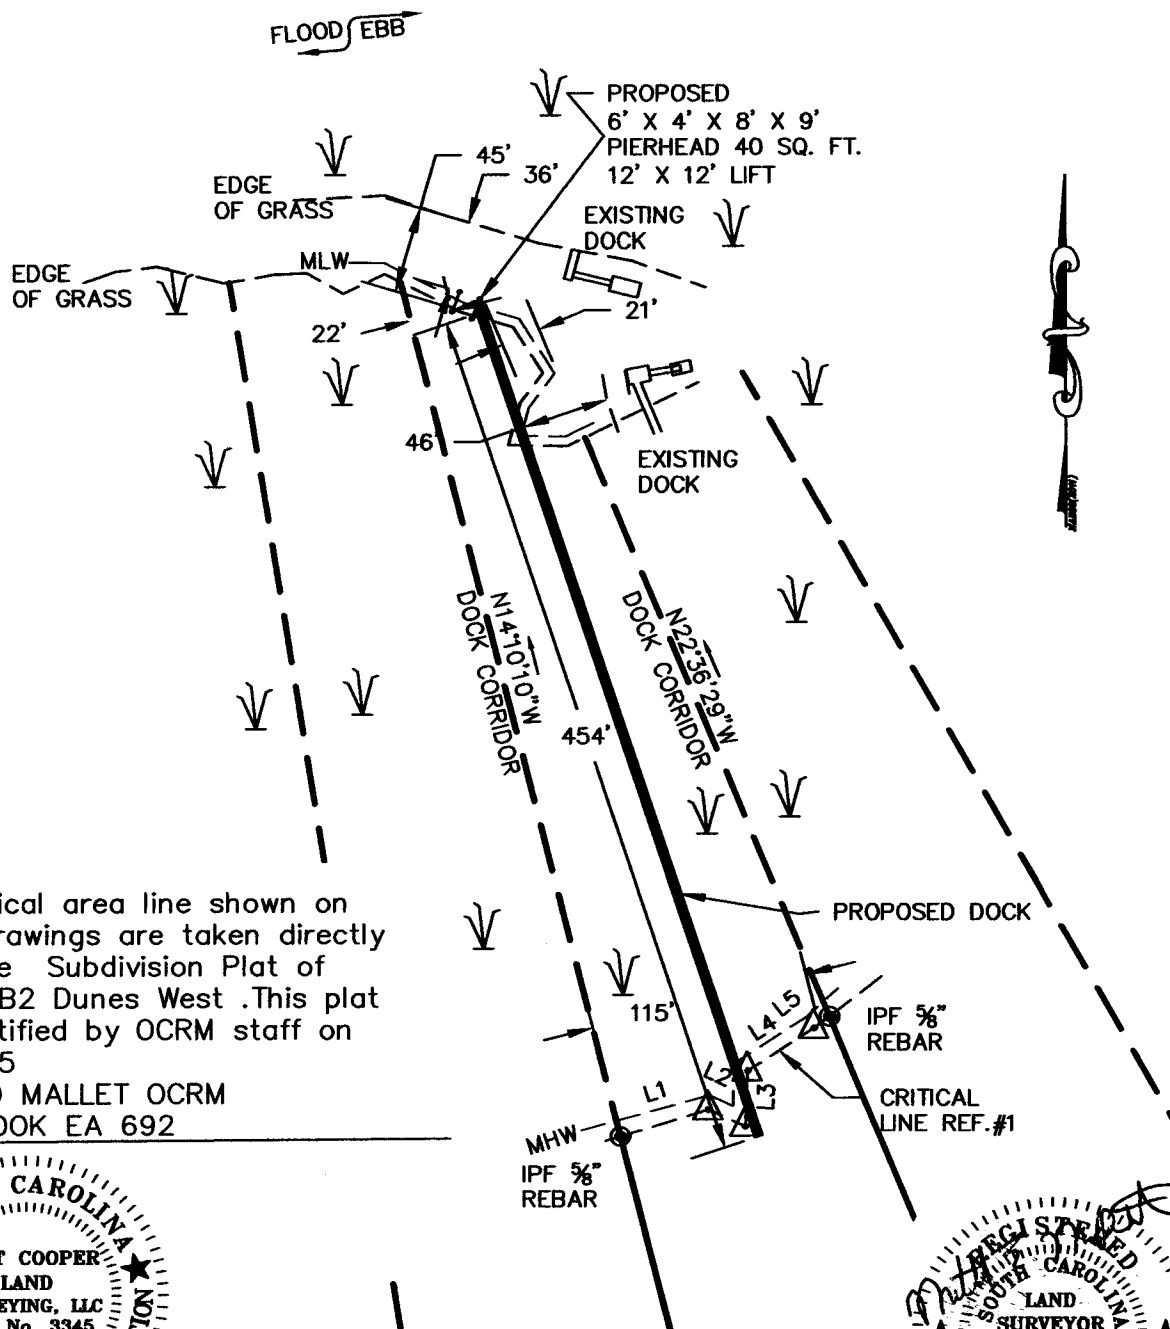 FLOOD EBB
PROPOSED
6' X 4' X 8' X 9'
PIERHEAD 40 SQ. FT.
12' X 12' LIFT
45'
36'
EDGE
OF GRASS
EXISTING
DOCK
MLW
EDGE
OF GRASS
22'
21'
46'
EXISTING
DOCK
N14°10'10"W
DOCK CORRIDOR
N22°36'29"W
DOCK CORRIDOR
454'
PROPOSED DOCK
ical area line shown on
rawings are taken directly
e Subdivision Plat of
B2 Dunes West .This plat
tified by OCRM staff on
5
MALLET OCRM
OOK EA 692
115'
L4 L5
IPF 5/8"
REBAR
L2
L1
L3
CRITICAL
LINE REF.#1
MHW
IPF 5/8"
REBAR
CAROLINA
T COOPER
LAND
EYING, LLC
No. 3345
REGISTERED
SOUTH CAROLINA
LAND
SURVEYOR